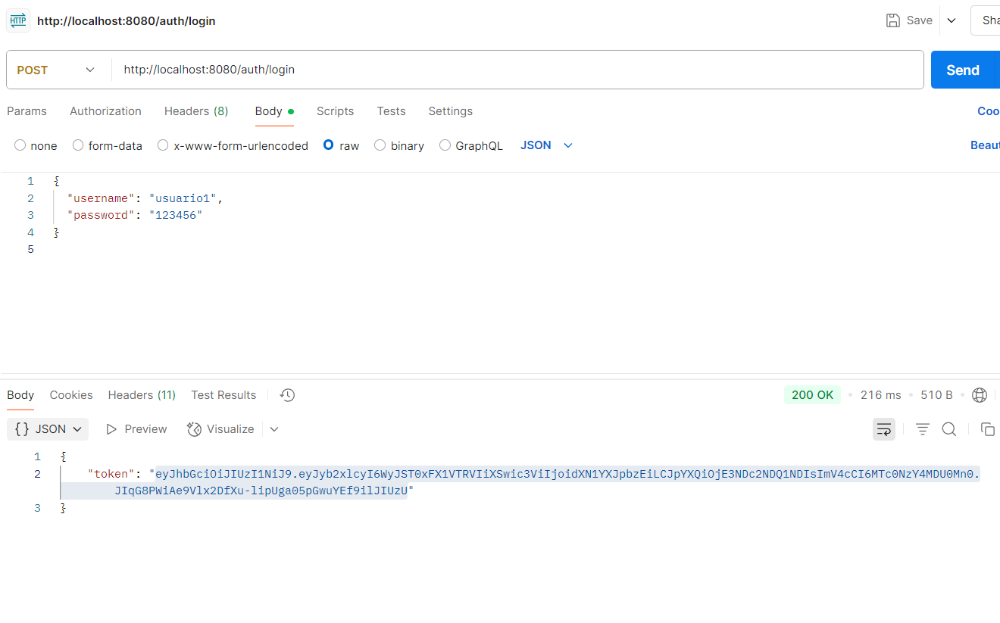 HTTP http://localhost:8080/auth/login Save Sha
POST http://localhost:8080/auth/login Send
Params Authorization Headers (8) Body Scripts Tests Settings Coo
none form-data x-www-form-urlencoded raw binary GraphQL JSON Beaut
1 {
2 "username": "usuario1",
3 "password": "123456"
4 }
5
Body Cookies Headers (11) Test Results 200 OK • 216 ms • 510 B •
{} JSON Preview Visualize
1 {
2 "token": "eyJhbGciOiJIUzI1NiJ9.eyJyb2xlcyI6WyJST0xFX1VTRVIiXSwic3ViIjoidXN1YXJpbzEiLCJpYXQiOjE3NDc2NDQ1NDIsImV4cCI6MTc0NzY4MDU0Mn0.
JIqG8PWiAe9Vlx2DfXu-lipUga05pGwuYEf9ilJIUzU"
3 }